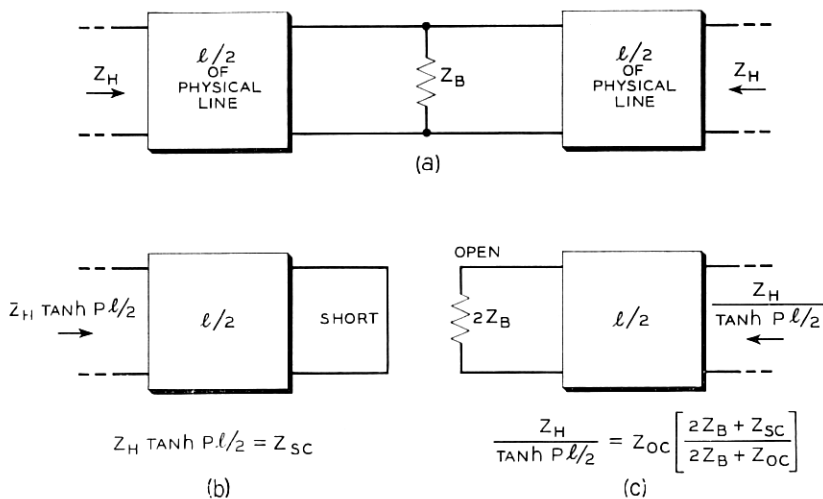 ℓ/2
OF
PHYSICAL
LINE
Z_H
Z_B
ℓ/2
OF
PHYSICAL
LINE
Z_H
(a)
Z_H TANh Pℓ/2
ℓ/2
SHORT
Z_H TANh Pℓ/2 = Z_SC
(b)
OPEN
2Z_B
ℓ/2
Z_H / TANh Pℓ/2
Z_H / TANh Pℓ/2 = Z_OC [ (2Z_B + Z_SC) / (2Z_B + Z_OC) ]
(c)